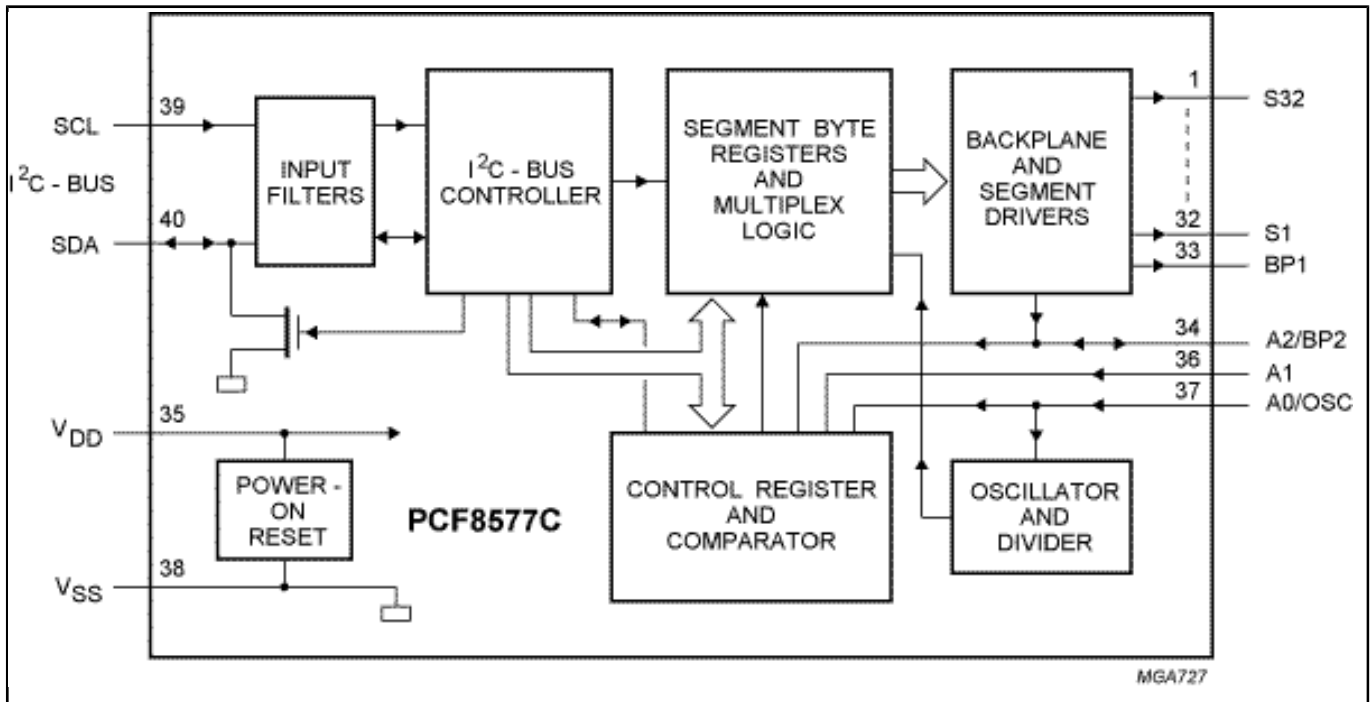 39
SCL
I²C - BUS
40
SDA
INPUT
FILTERS
I²C - BUS
CONTROLLER
SEGMENT BYTE
REGISTERS
AND
MULTIPLEX
LOGIC
BACKPLANE
AND
SEGMENT
DRIVERS
1
S32
32
S1
33
BP1
34
A2/BP2
36
A1
37
A0/OSC
35
VDD
POWER -
ON
RESET
38
VSS
PCF8577C
CONTROL REGISTER
AND
COMPARATOR
OSCILLATOR
AND
DIVIDER
MGA727